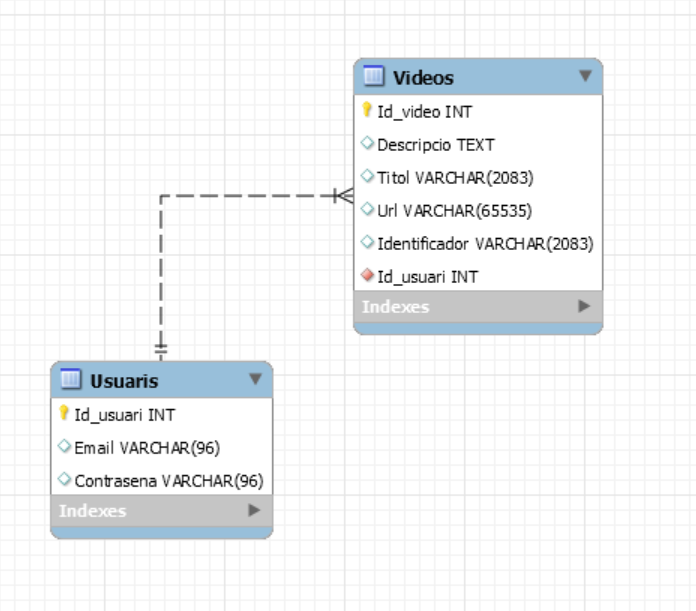 Videos
Id_video INT
Descripcio TEXT
Titol VARCHAR(2083)
Url VARCHAR(65535)
Identificador VARCHAR(2083)
Id_usuari INT
Indexes
Usuaris
Id_usuari INT
Email VARCHAR(96)
Contrasena VARCHAR(96)
Indexes